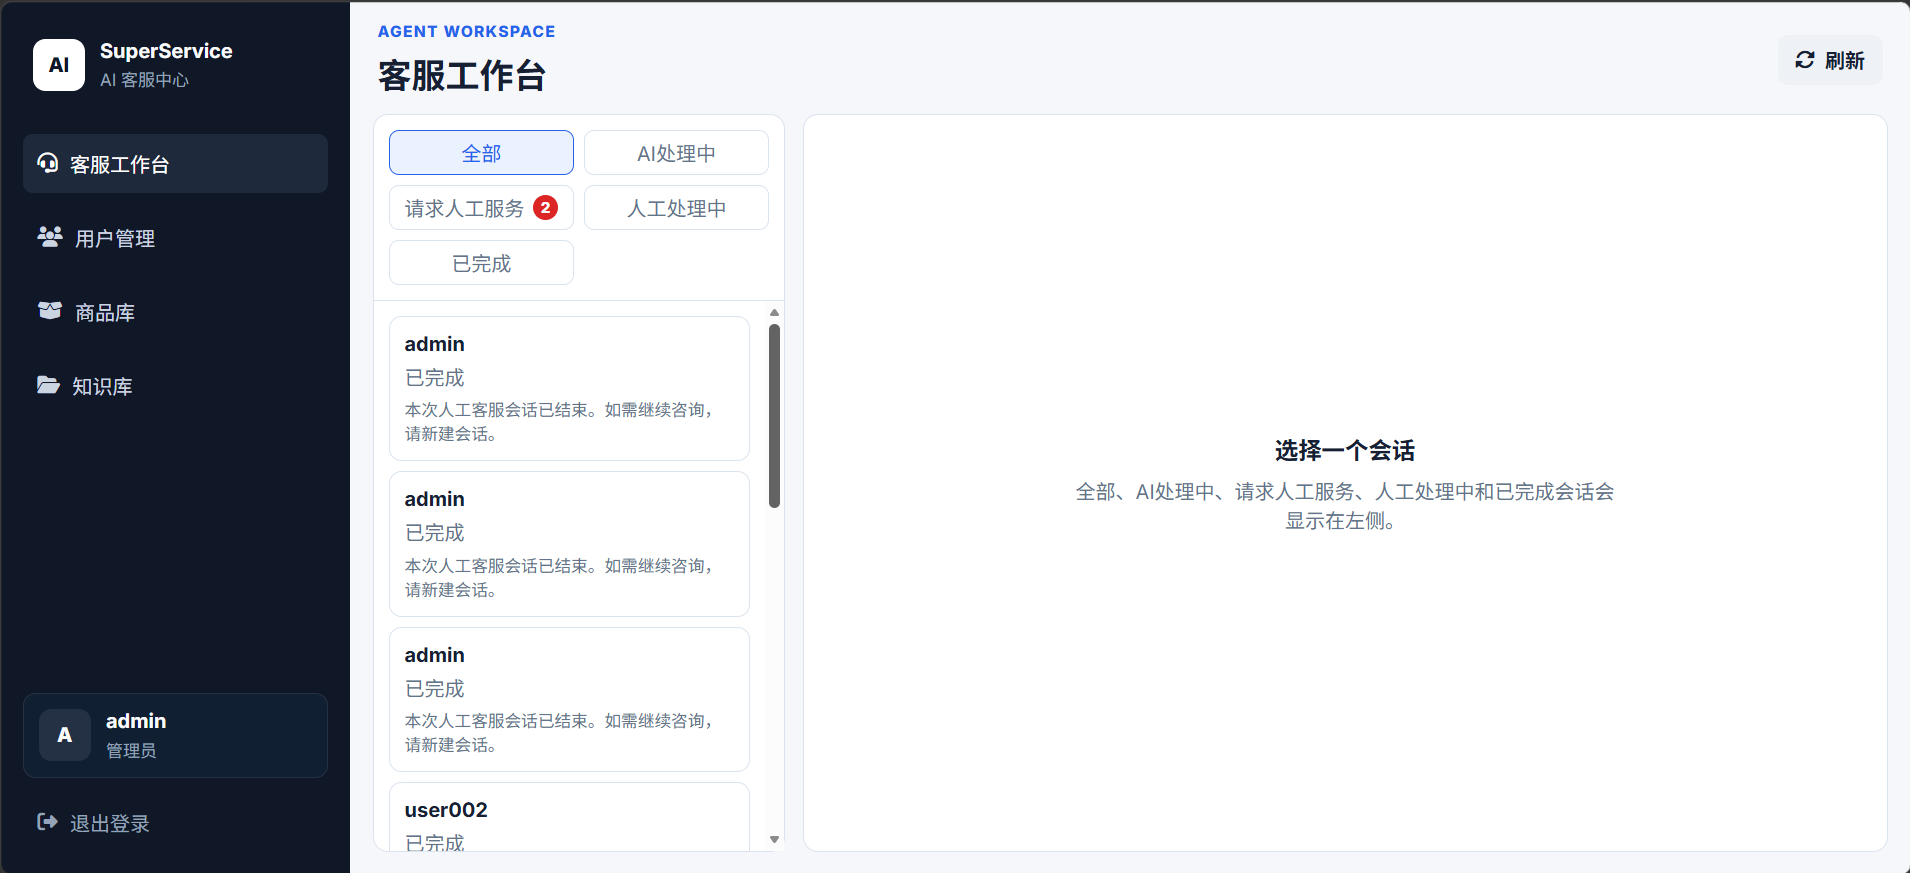 AI
SuperService
AI 客服中心
客服工作台
用户管理
商品库
知识库
A
admin
管理员
退出登录
AGENT WORKSPACE
客服工作台
刷新
全部
AI处理中
请求人工服务 2
人工处理中
已完成
admin
已完成
本次人工客服会话已结束。如需继续咨询，
请新建会话。
admin
已完成
本次人工客服会话已结束。如需继续咨询，
请新建会话。
admin
已完成
本次人工客服会话已结束。如需继续咨询，
请新建会话。
user002
已完成
选择一个会话
全部、AI处理中、请求人工服务、人工处理中和已完成会话会
显示在左侧。